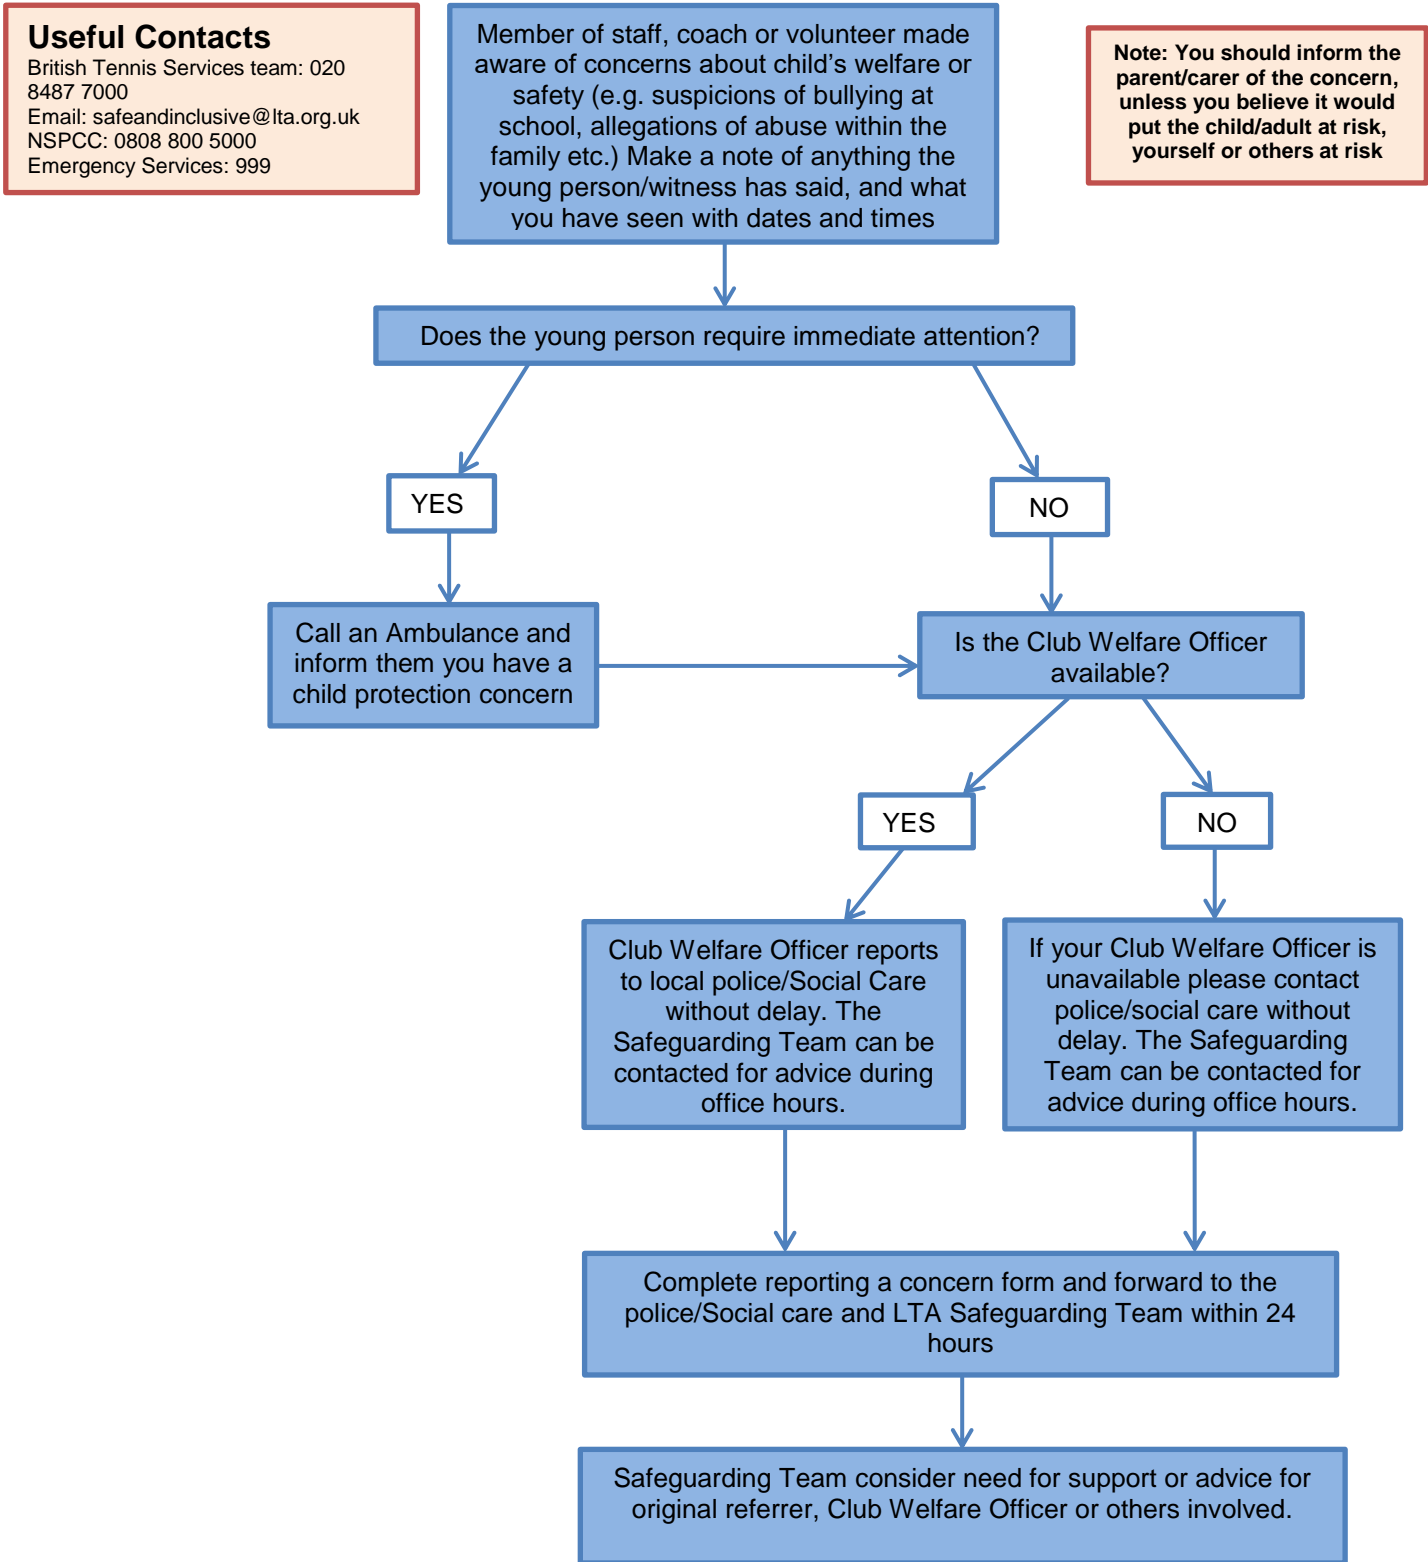 Useful Contacts
British Tennis Services team: 020
8487 7000
Email: safeandinclusive@lta.org.uk
NSPCC: 0808 800 5000
Emergency Services: 999
Member of staff, coach or volunteer made
aware of concerns about child’s welfare or
safety (e.g. suspicions of bullying at
school, allegations of abuse within the
family etc.) Make a note of anything the
young person/witness has said, and what
you have seen with dates and times
Note: You should inform the
parent/carer of the concern,
unless you believe it would
put the child/adult at risk,
yourself or others at risk
Does the young person require immediate attention?
YES
NO
Call an Ambulance and
inform them you have a
child protection concern
Is the Club Welfare Officer
available?
YES
NO
Club Welfare Officer reports
to local police/Social Care
without delay. The
Safeguarding Team can be
contacted for advice during
office hours.
If your Club Welfare Officer is
unavailable please contact
police/social care without
delay. The Safeguarding
Team can be contacted for
advice during office hours.
Complete reporting a concern form and forward to the
police/Social care and LTA Safeguarding Team within 24
hours
Safeguarding Team consider need for support or advice for
original referrer, Club Welfare Officer or others involved.